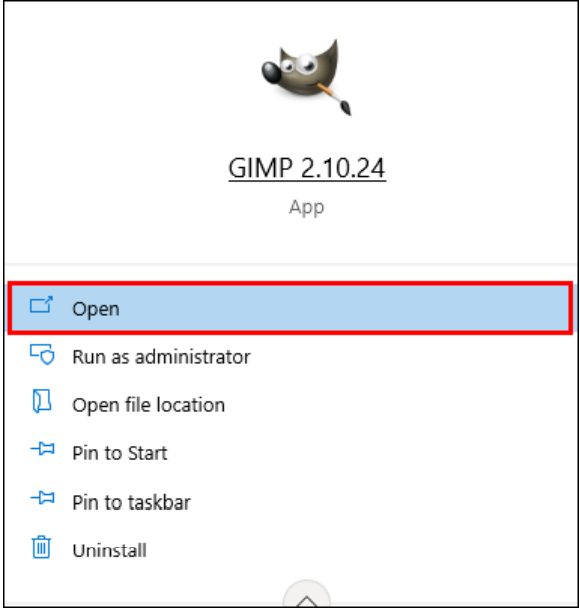 GIMP 2.10.24
App
Open
Run as administrator
Open file location
Pin to Start
Pin to taskbar
Uninstall